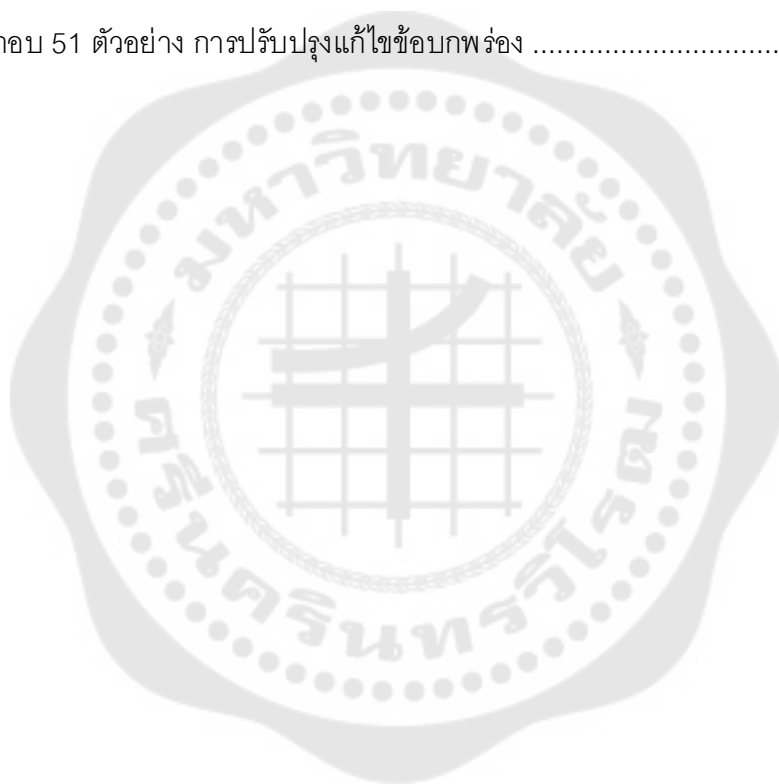 กอบ 51 ตัวอย่าง การปรับปรุงแก้ไขข้อบกพร่อง ...............................
มหาวิทยาลัย
ศรีนครินทรวิโรฒ